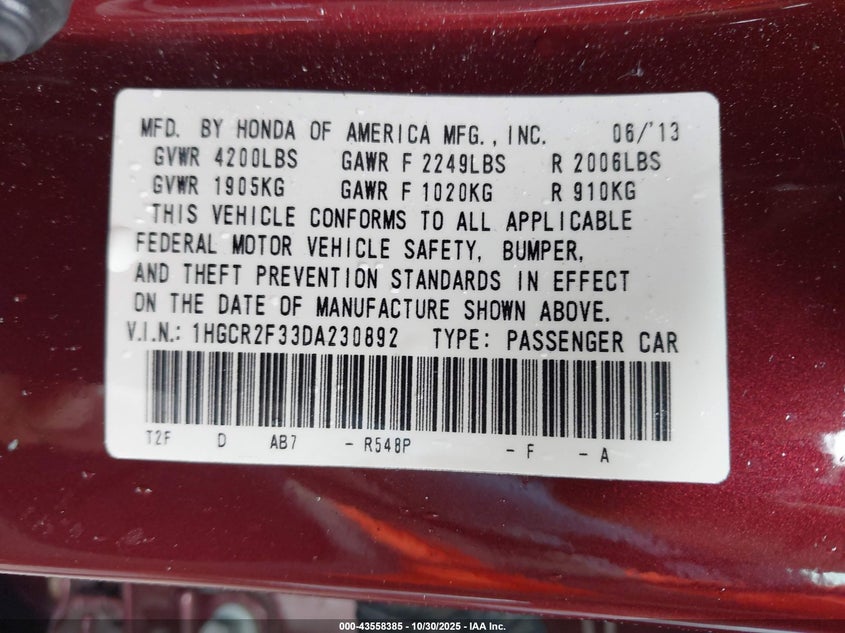 MFD. BY HONDA OF AMERICA MFG., INC. 06/'13
GVWR 4200LBS GAWR F 2249LBS R 2006LBS
GVWR 1905KG GAWR F 1020KG R 910KG
THIS VEHICLE CONFORMS TO ALL APPLICABLE
FEDERAL MOTOR VEHICLE SAFETY, BUMPER,
AND THEFT PREVENTION STANDARDS IN EFFECT
ON THE DATE OF MANUFACTURE SHOWN ABOVE.
V.I.N.: 1HGCR2F33DA230892 TYPE: PASSENGER CAR
T2F D AB7 - R548P - F - A
000-43558385 - 10/30/2025 - IAA Inc.